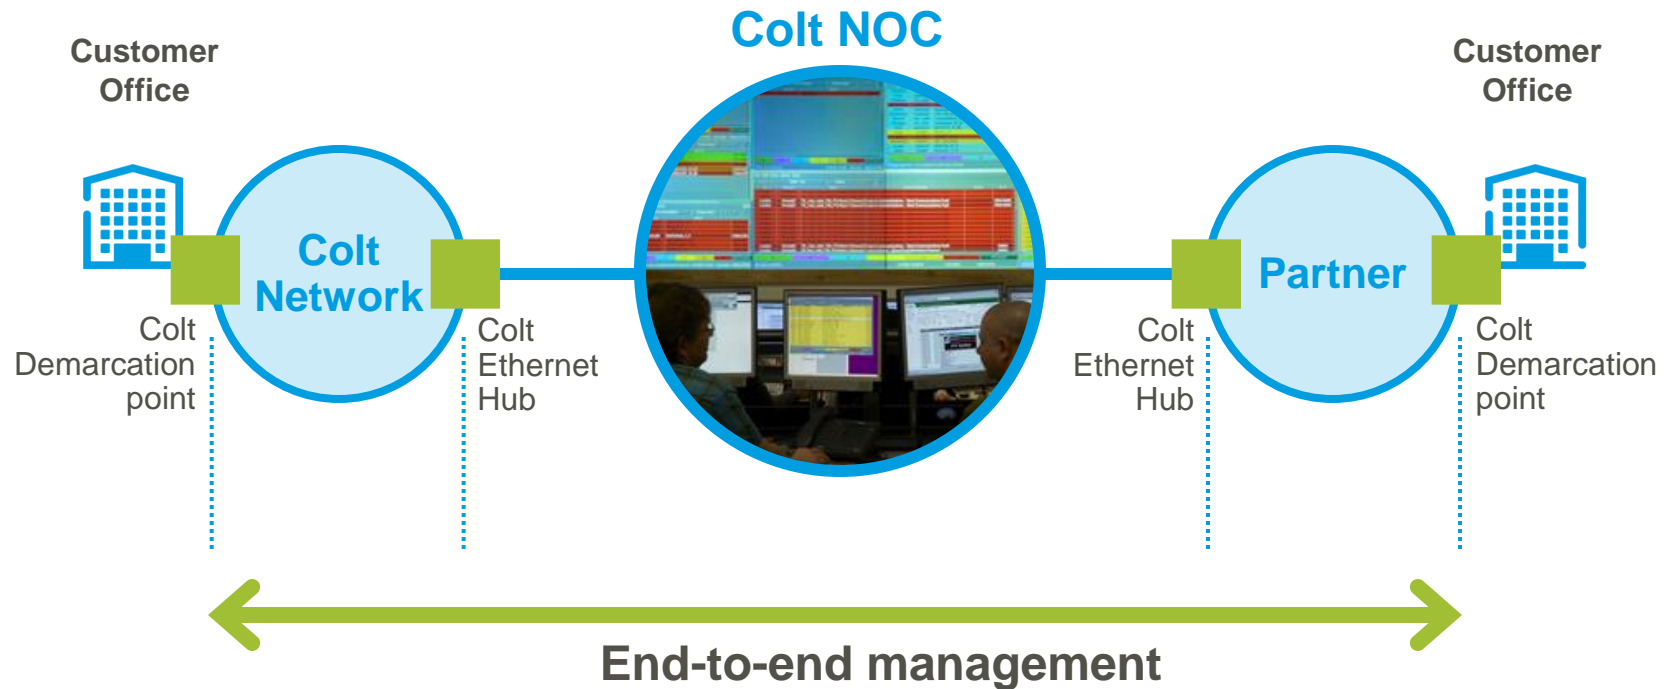 Colt NOC
Customer
Office
Customer
Office
Colt
Network
Partner
Colt
Demarcation
point
Colt
Ethernet
Hub
Colt
Ethernet
Hub
Colt
Demarcation
point
End-to-end management